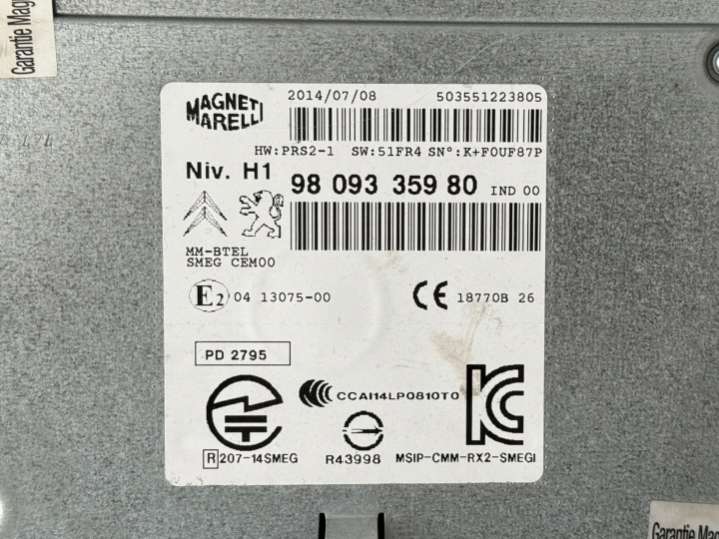 Garantie Mag
MAGNETI MARELLI
2014/07/08 503551223805
HW:PRS2-1 SW:51FR4 SN°:K+F0UF87P
Niv. H1
98 093 359 80 IND 00
MM-BTEL
SMEG CEM00
E2 04 13075-00
CE 18770B 26
PD 2795
CCAI14LP0810T0
R 207-14SMEG
R43998
MSIP-CMM-RX2-SMEGI
Garantie Mag